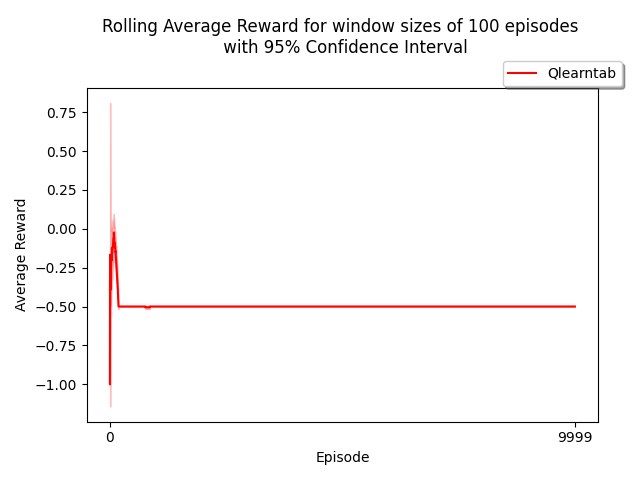 Rolling Average Reward for window sizes of 100 episodes
with 95% Confidence Interval
Qlearntab
0.75
0.50
0.25
0.00
−0.25
−0.50
−0.75
−1.00
Average Reward
0 9999
Episode